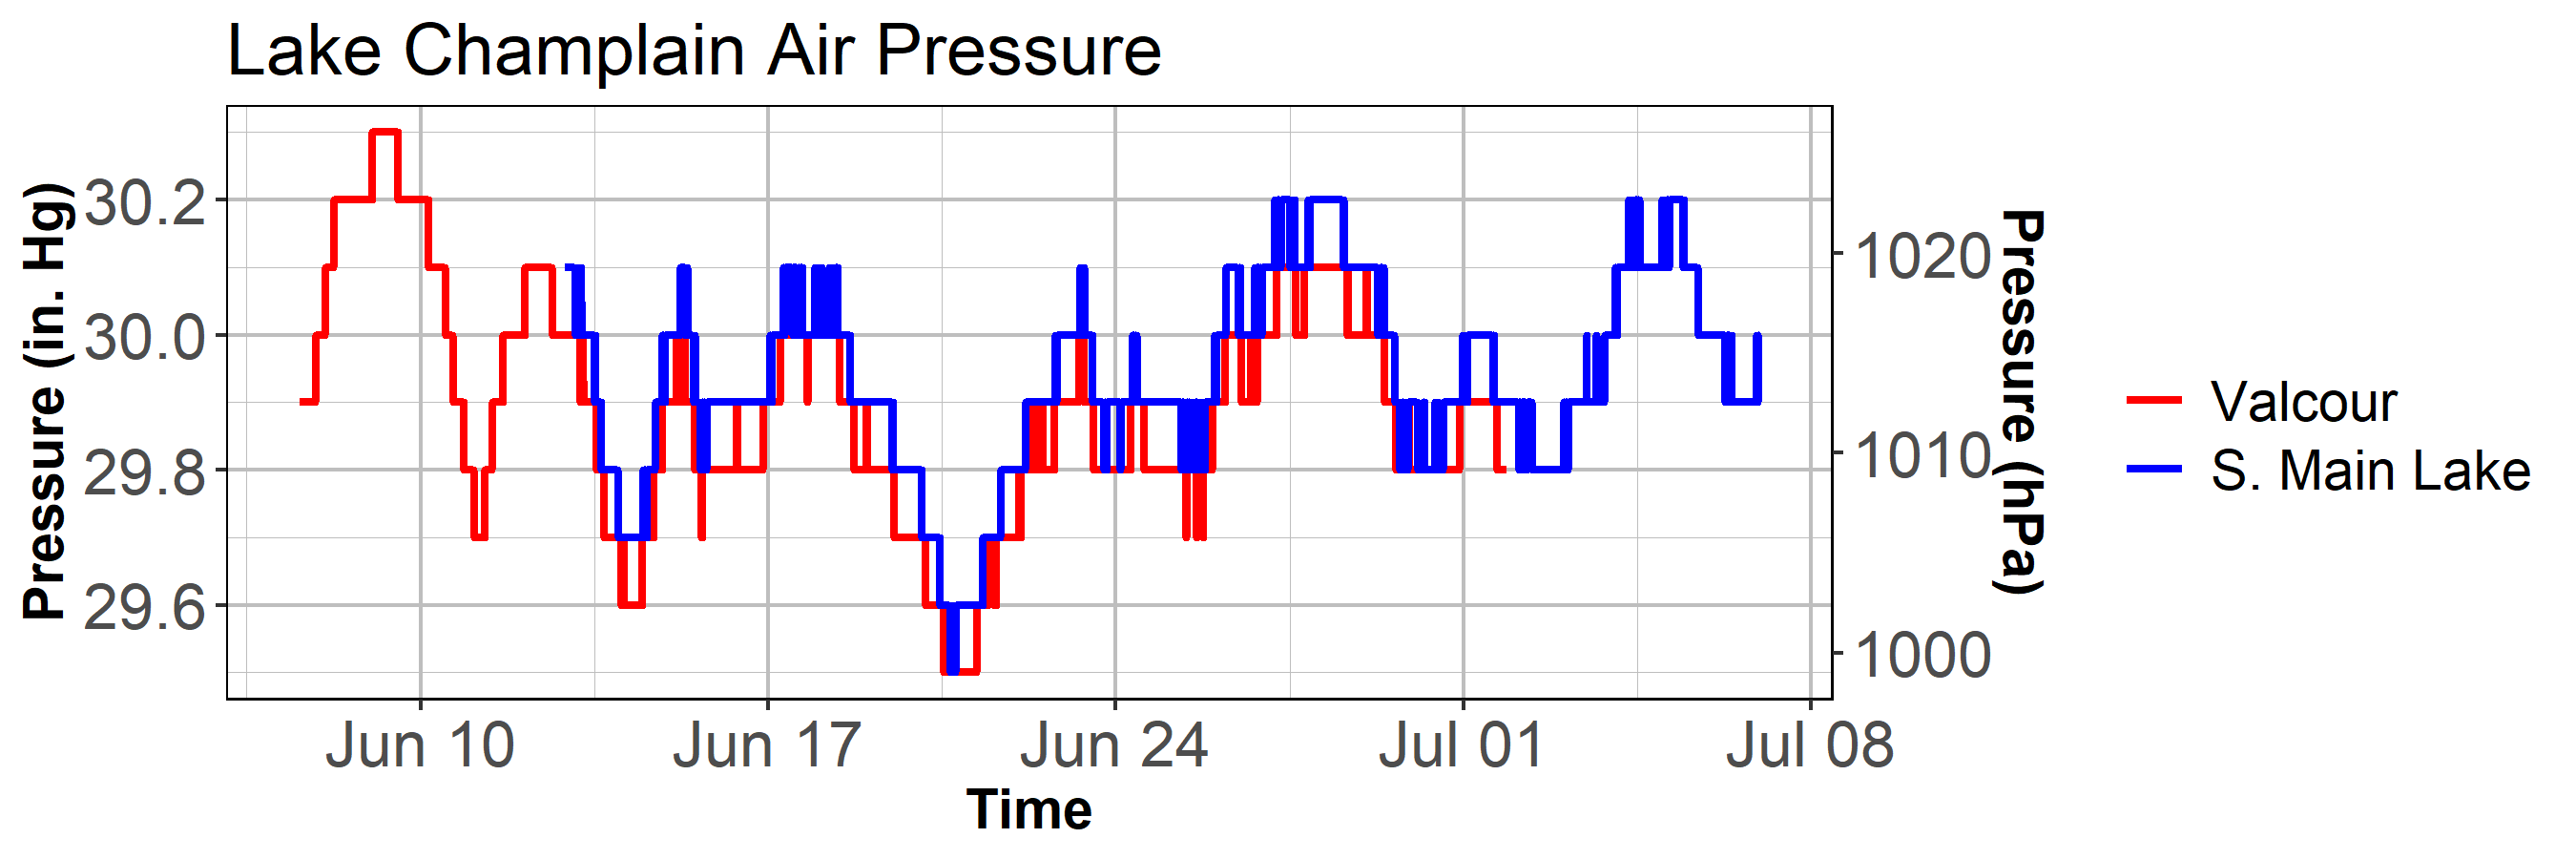 Lake Champlain Air Pressure
Pressure (in. Hg)
30.2
30.0
29.8
29.6
1020
1010
1000
Pressure (hPa)
Jun 10
Jun 17
Jun 24
Jul 01
Jul 08
Time
Valcour
S. Main Lake